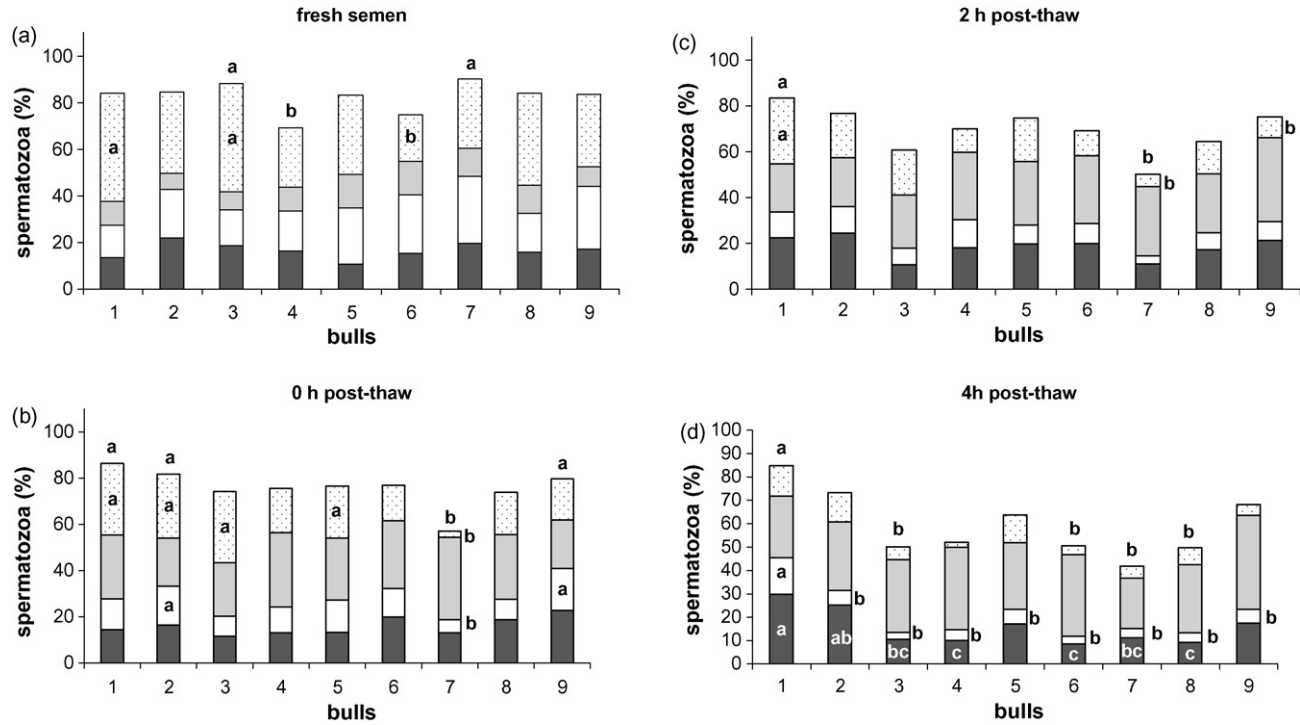 fresh semen
(a)
spermatozoa (%)
100
80
60
40
20
0
a
a
a
b
b
a
1 2 3 4 5 6 7 8 9
bulls
2 h post-thaw
(c)
spermatozoa (%)
100
80
60
40
20
0
a
a
b
b
b
1 2 3 4 5 6 7 8 9
bulls
0 h post-thaw
(b)
spermatozoa (%)
100
80
60
40
20
0
a
a
a
a
a
a
a
b
b
b
a
a
1 2 3 4 5 6 7 8 9
bulls
4h post-thaw
(d)
spermatozoa (%)
100
90
80
70
60
50
40
30
20
10
0
a
a
a
b
ab
b
b
bc
b
c
b
b
b
c
b
b
bc
b
b
c
b
1 2 3 4 5 6 7 8 9
bulls